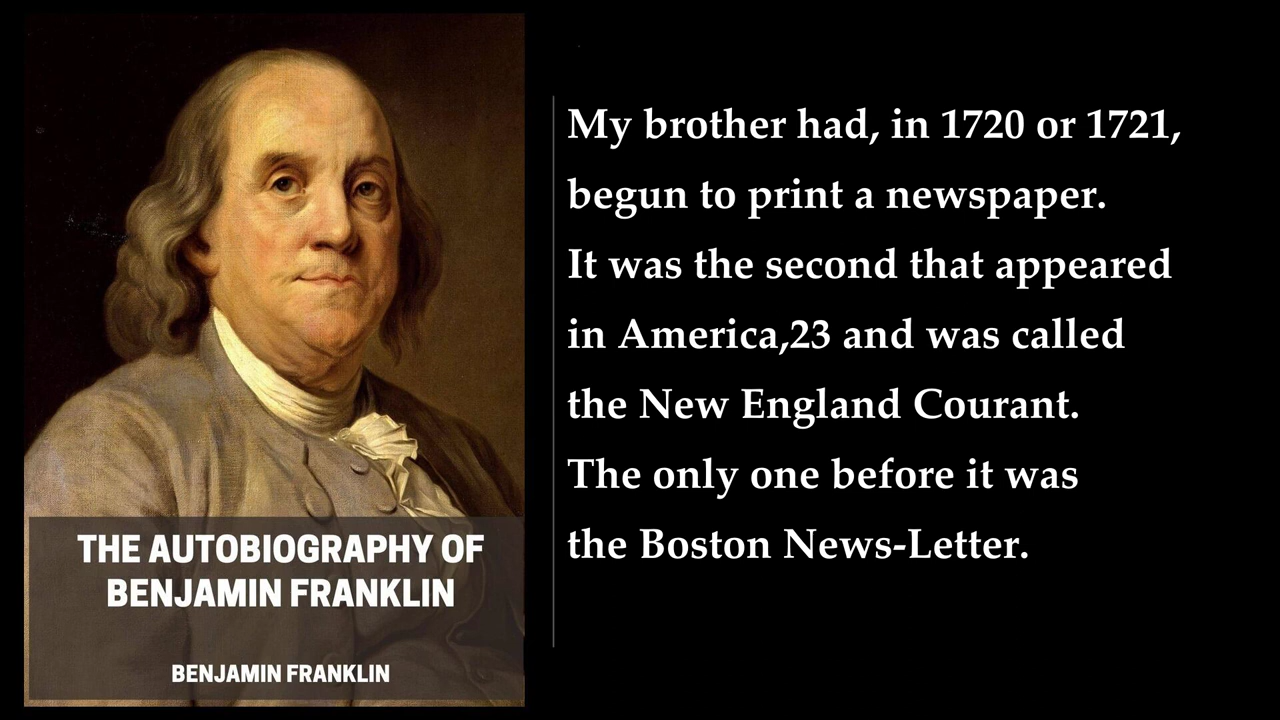 THE AUTOBIOGRAPHY OF
BENJAMIN FRANKLIN
BENJAMIN FRANKLIN
My brother had, in 1720 or 1721,
begun to print a newspaper.
It was the second that appeared
in America,23 and was called
the New England Courant.
The only one before it was
the Boston News-Letter.